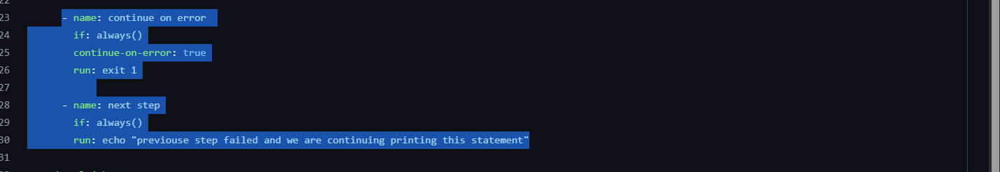 22
23 - name: continue on error
24 if: always()
25 continue-on-error: true
26 run: exit 1
27
28 - name: next step
29 if: always()
30 run: echo "previouse step failed and we are continuing printing this statement"
31